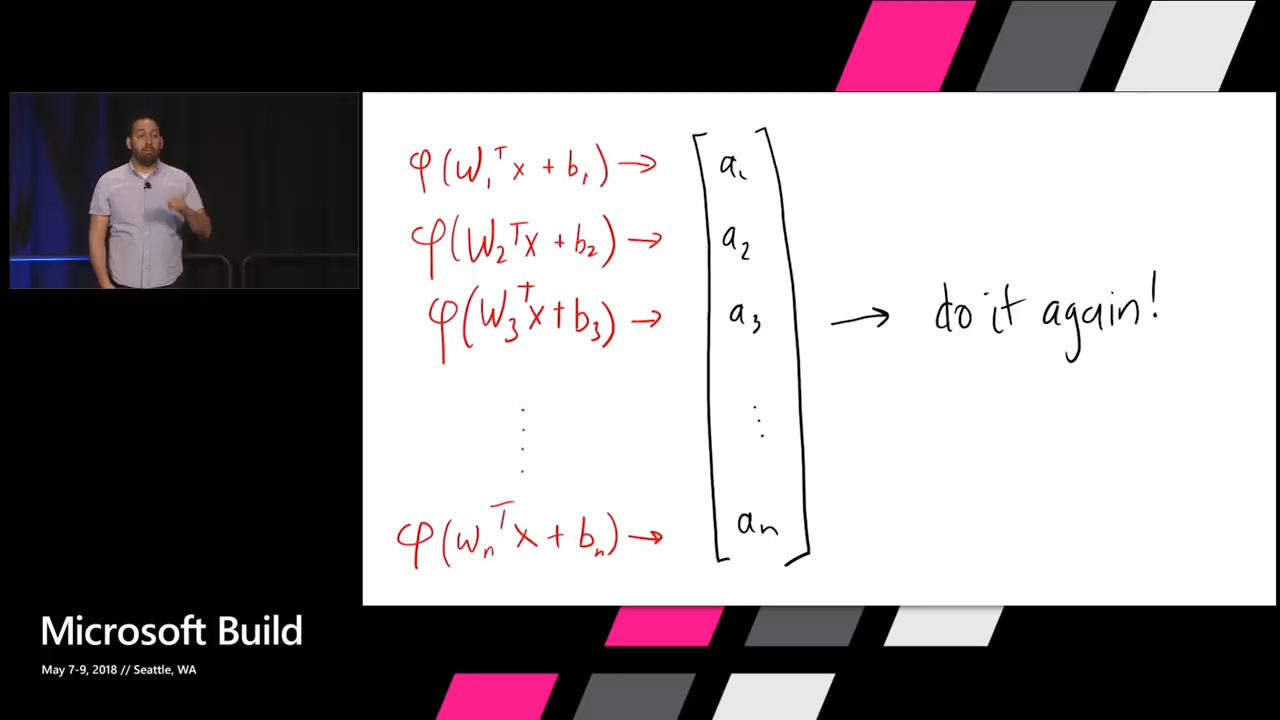 φ(W₁ᵀx + b₁) → a₁
φ(W₂ᵀx + b₂) → a₂
φ(W₃ᵀx + b₃) → a₃
→ do it again!
⋮ ⋮
φ(wₙᵀx + bₙ) → aₙ
Microsoft Build
May 7-9, 2018 // Seattle, WA